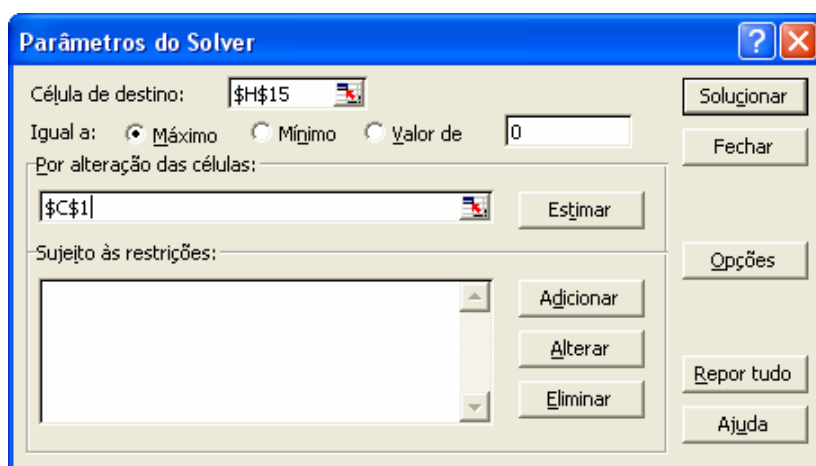 Parâmetros do Solver
Célula de destino: $H$15
Solucionar
Igual a: Máximo Mínimo Valor de 0
Fechar
Por alteração das células:
$C$1
Estimar
Sujeito às restrições:
Opções
Adicionar
Alterar
Repor tudo
Eliminar
Ajuda